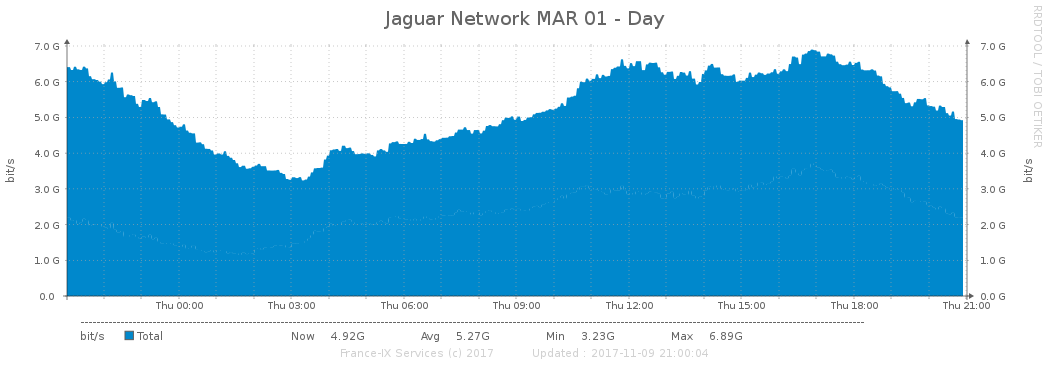 Jaguar Network MAR 01 - Day
RRDTOOL / TOBI OETIKER
7.0 G 7.0 G
6.0 G 6.0 G
5.0 G 5.0 G
4.0 G 4.0 G
3.0 G 3.0 G
2.0 G 2.0 G
1.0 G 1.0 G
0.0 0.0 G
bit/s bit/s
Thu 00:00 Thu 03:00 Thu 06:00 Thu 09:00 Thu 12:00 Thu 15:00 Thu 18:00 Thu 21:00
bit/s Total Now 4.92G Avg 5.27G Min 3.23G Max 6.89G
France-IX Services (c) 2017 Updated : 2017-11-09 21:00:04